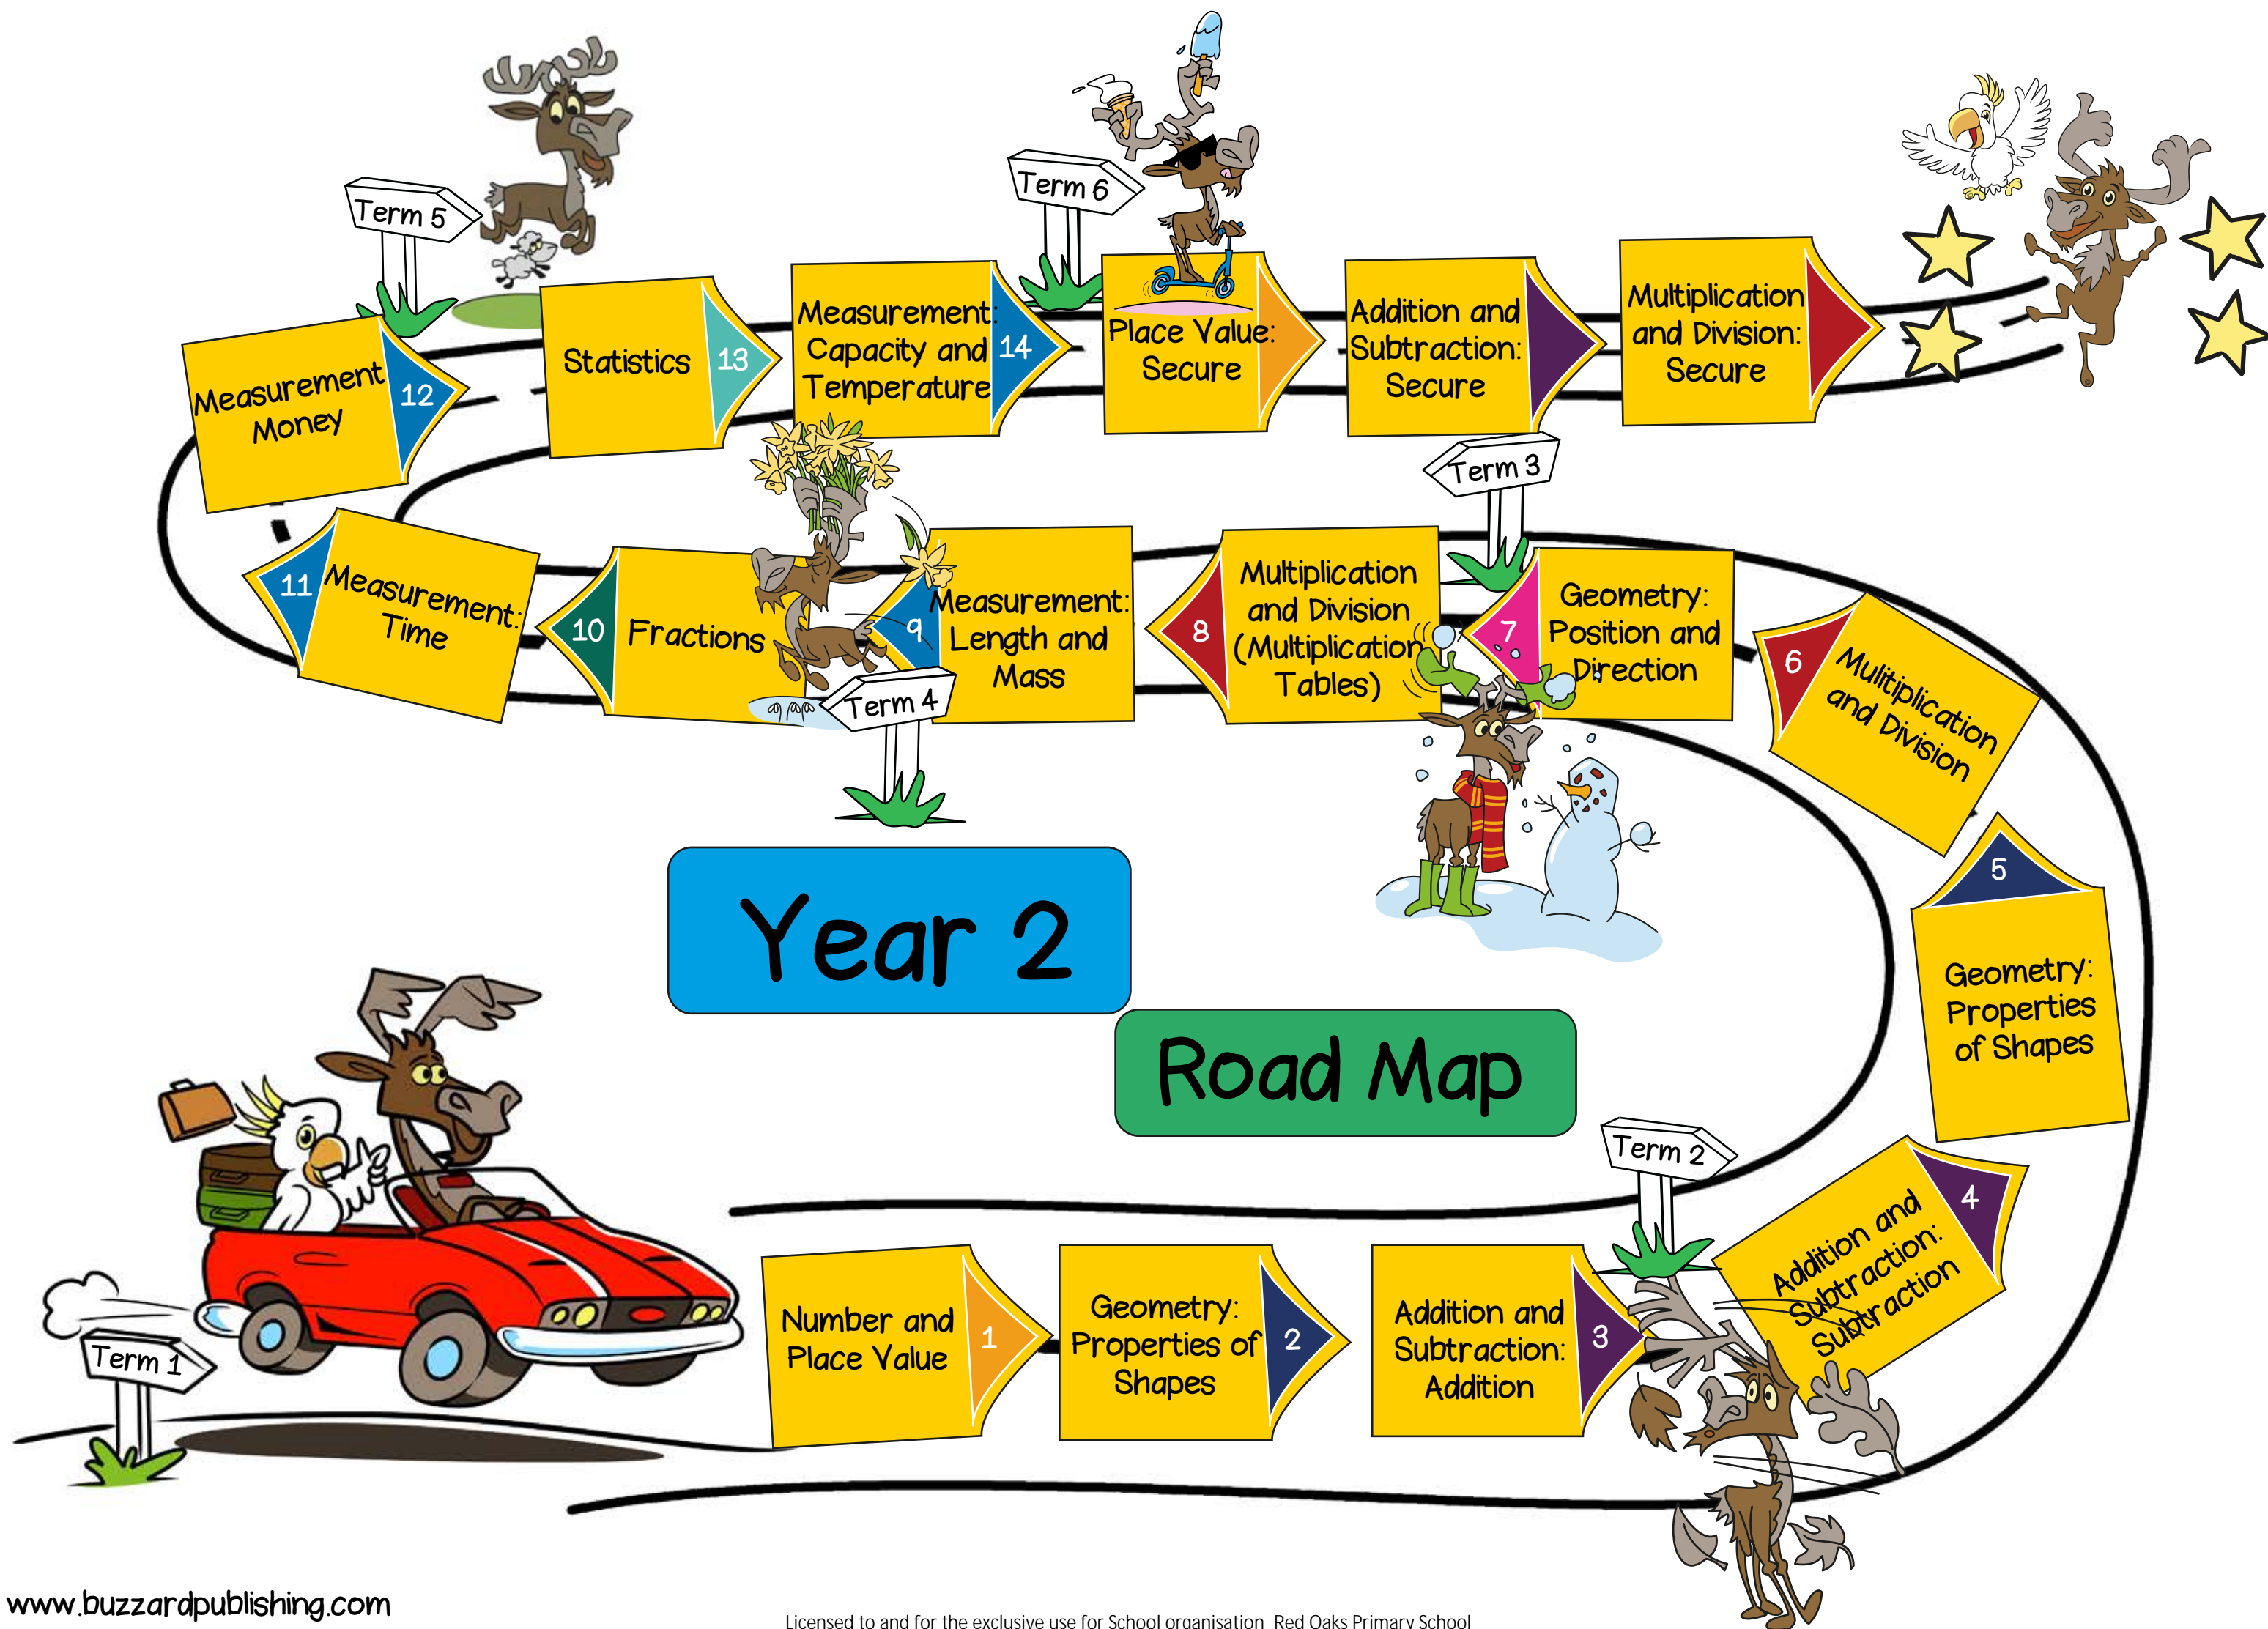 Term 5
Term 6
Measurement
Money
12
Statistics
13
Measurement:
Capacity and
Temperature
14
Place Value:
Secure
Addition and
Subtraction:
Secure
Multiplication
and Division:
Secure
Term 3
11
Measurement:
Time
10
Fractions
9
Measurement:
Length and
Mass
8
Multiplication
and Division
(Multiplication
Tables)
7
Geometry:
Position and
Direction
6
Mulitiplication
and Division
Term 4
5
Geometry:
Properties
of Shapes
Year 2
Road Map
Term 2
4
Addition and
Subtraction:
Subtraction
Term 1
Number and
Place Value
1
Geometry:
Properties of
Shapes
2
Addition and
Subtraction:
Addition
3
www.buzzardpublishing.com
Licensed to and for the exclusive use for School organisation Red Oaks Primary School